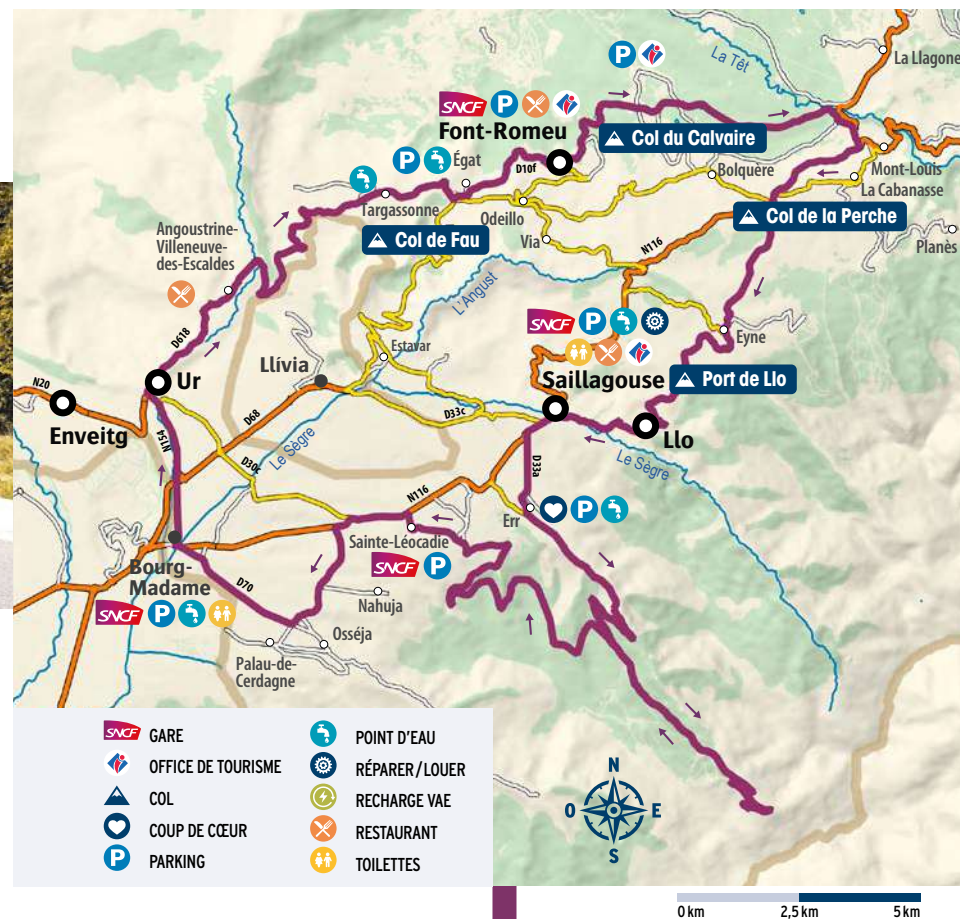 La Têt
La Llagone
P
SNCF P
Font-Romeu
Col du Calvaire
P
Égat
D10f
Bolquère
Mont-Louis
La Cabanasse
Targassonne
Odeillo
Col de la Perche
Angoustrine-
Villeneuve-
des-Escaldes
Col de Fau
Via
N116
Planès
L'Angust
SNCF P
Eyne
D618
Estavar
Llívia
Ur
Saillagouse
Port de Llo
N20
Enveitg
D68
D33c
Llo
N154
Le Sègre
Le Sègre
D30c
D33a
N116
Err
P
Sainte-Léocadie
SNCF P
Bourg-
Madame
D70
Nahuja
SNCF P
Osséja
Palau-de-
Cerdagne
SNCF GARE
OFFICE DE TOURISME
COL
COUP DE CŒUR
P PARKING
POINT D'EAU
RÉPARER/LOUER
RECHARGE VAE
RESTAURANT
TOILETTES
N
O E
S
0 km 2,5 km 5 km